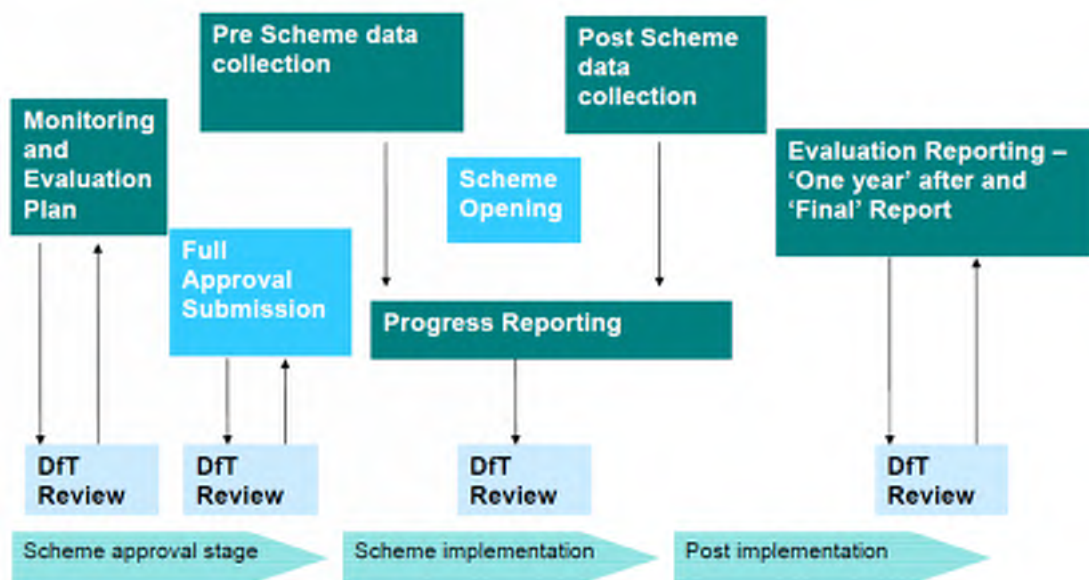 Pre Scheme data
collection
Post Scheme
data
collection
Monitoring
and
Evaluation
Plan
Scheme
Opening
Evaluation Reporting –
‘One year’ after and
‘Final’ Report
Full
Approval
Submission
Progress Reporting
DfT
Review
DfT
Review
DfT
Review
DfT
Review
Scheme approval stage
Scheme implementation
Post implementation